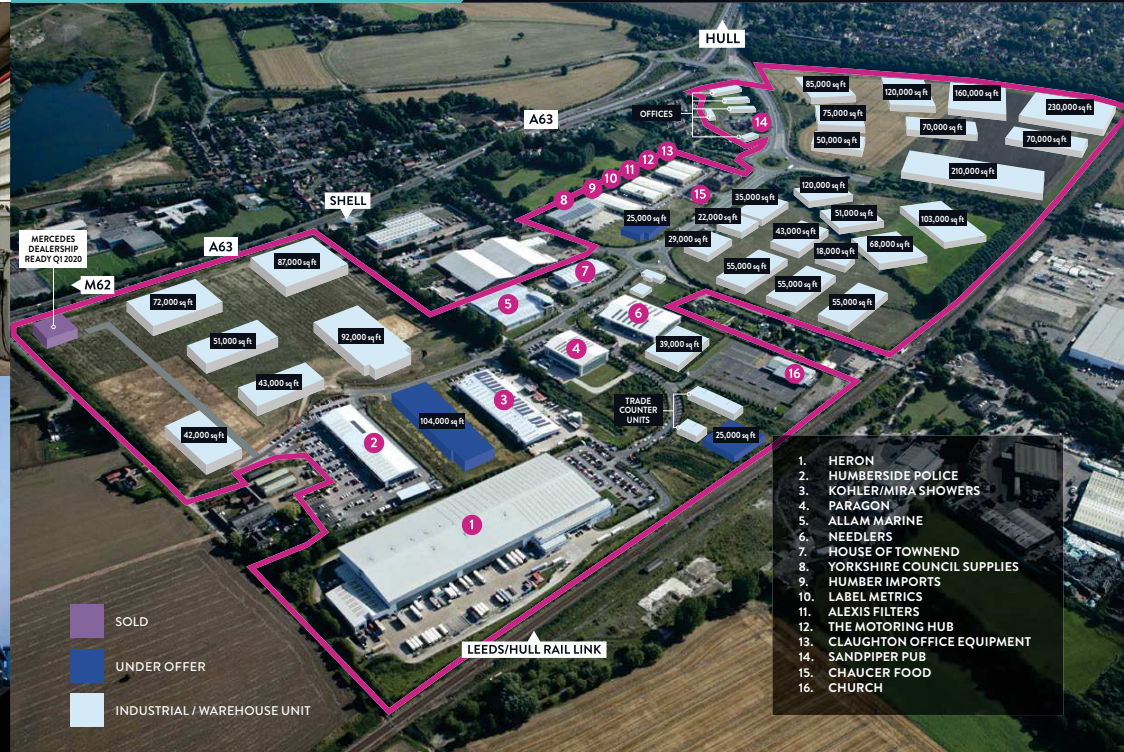 HULL
A63
OFFICES
14
85,000 sq ft
120,000 sq ft
160,000 sq ft
230,000 sq ft
75,000 sq ft
70,000 sq ft
70,000 sq ft
50,000 sq ft
210,000 sq ft
13
12
11
10
9
8
15
SHELL
25,000 sq ft
35,000 sq ft
120,000 sq ft
22,000 sq ft
51,000 sq ft
103,000 sq ft
29,000 sq ft
43,000 sq ft
18,000 sq ft
68,000 sq ft
55,000 sq ft
55,000 sq ft
55,000 sq ft
MERCEDES
DEALERSHIP
READY Q1 2020
A63
M62
87,000 sq ft
72,000 sq ft
51,000 sq ft
92,000 sq ft
43,000 sq ft
42,000 sq ft
7
5
6
4
39,000 sq ft
16
3
104,000 sq ft
2
TRADE
COUNTER
UNITS
25,000 sq ft
1
LEEDS/HULL RAIL LINK
SOLD
UNDER OFFER
INDUSTRIAL / WAREHOUSE UNIT
1. HERON
2. HUMBERSIDE POLICE
3. KOHLER/MIRA SHOWERS
4. PARAGON
5. ALLAM MARINE
6. NEEDLERS
7. HOUSE OF TOWNEND
8. YORKSHIRE COUNCIL SUPPLIES
9. HUMBER IMPORTS
10. LABEL METRICS
11. ALEXIS FILTERS
12. THE MOTORING HUB
13. CLAUGHTON OFFICE EQUIPMENT
14. SANDPIPER PUB
15. CHAUCER FOOD
16. CHURCH